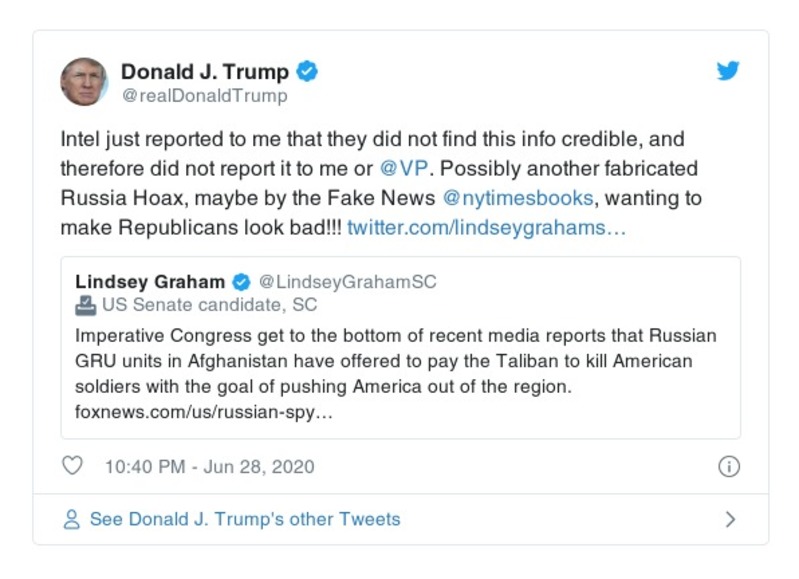 Donald J. Trump
@realDonaldTrump
Intel just reported to me that they did not find this info credible, and
therefore did not report it to me or @VP. Possibly another fabricated
Russia Hoax, maybe by the Fake News @nytimesbooks, wanting to
make Republicans look bad!!! twitter.com/lindseygrahams…
Lindsey Graham @LindseyGrahamSC
US Senate candidate, SC
Imperative Congress get to the bottom of recent media reports that Russian
GRU units in Afghanistan have offered to pay the Taliban to kill American
soldiers with the goal of pushing America out of the region.
foxnews.com/us/russian-spy…
10:40 PM - Jun 28, 2020
See Donald J. Trump's other Tweets